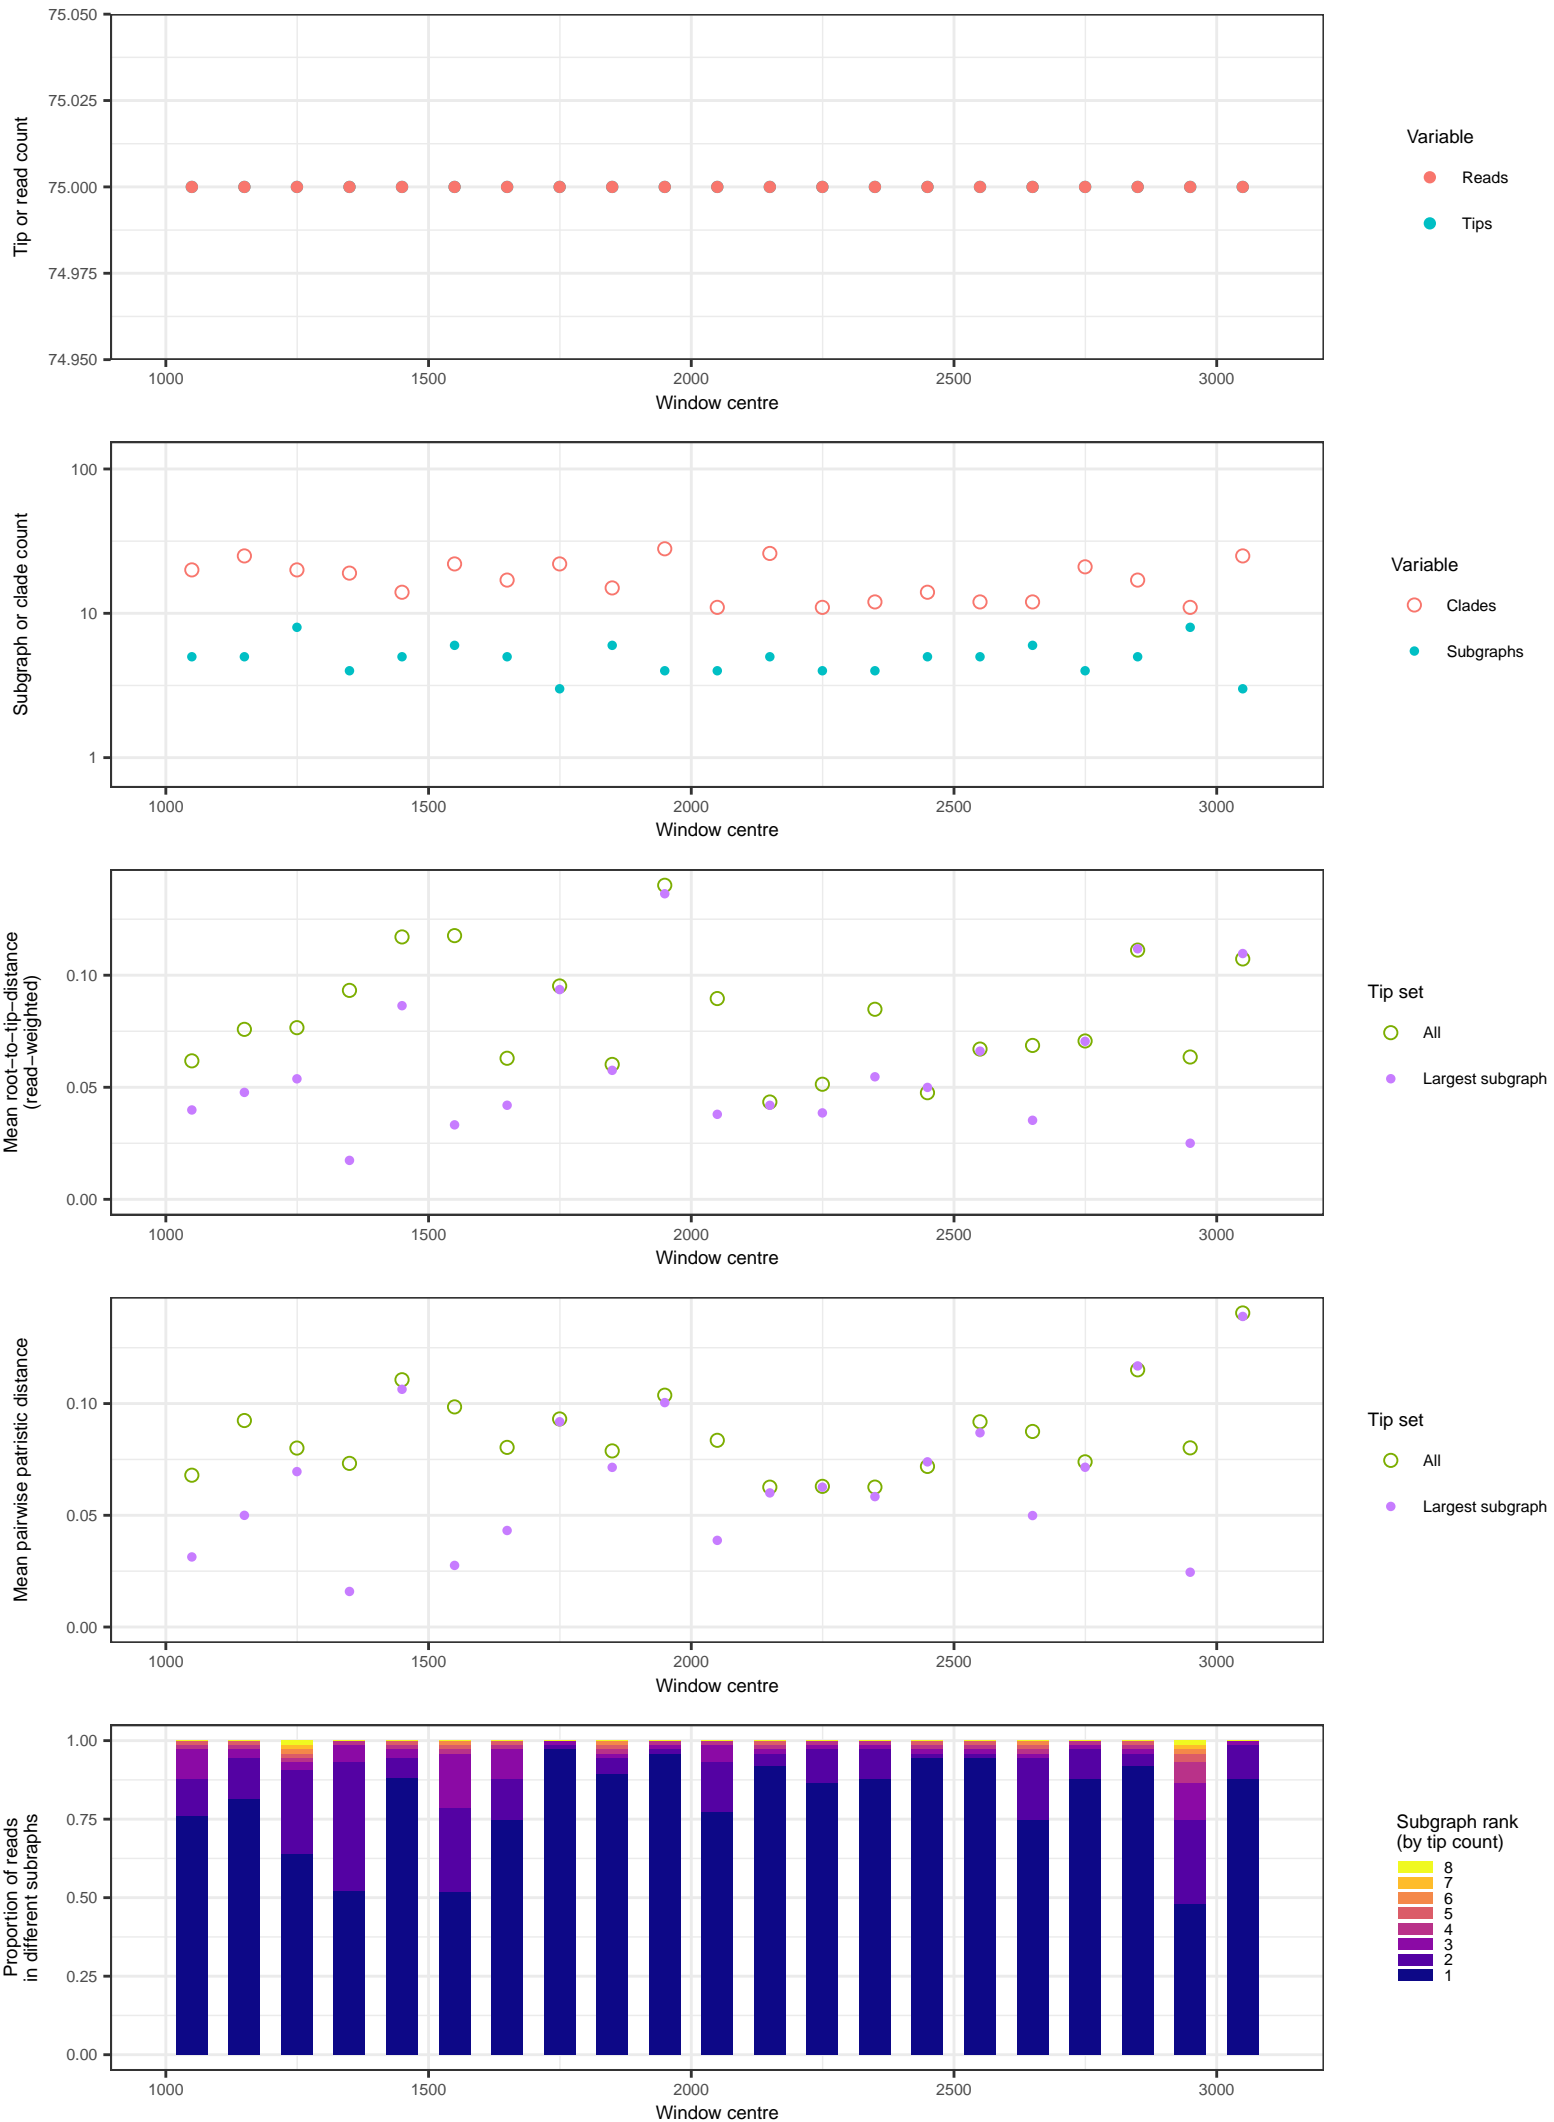 75.050
75.025
75.000
74.975
74.950
Tip or read count
1000 1500 2000 2500 3000
Window centre
Variable
Reads
Tips
100
10
1
Subgraph or clade count
1000 1500 2000 2500 3000
Window centre
Variable
Clades
Subgraphs
0.10
0.05
0.00
Mean root−to−tip−distance
(read−weighted)
1000 1500 2000 2500 3000
Window centre
Tip set
All
Largest subgraph
0.10
0.05
0.00
Mean pairwise patristic distance
1000 1500 2000 2500 3000
Window centre
Tip set
All
Largest subgraph
1.00
0.75
0.50
0.25
0.00
Proportion of reads
in different subraphs
1000 1500 2000 2500 3000
Window centre
Subgraph rank
(by tip count)
8
7
6
5
4
3
2
1